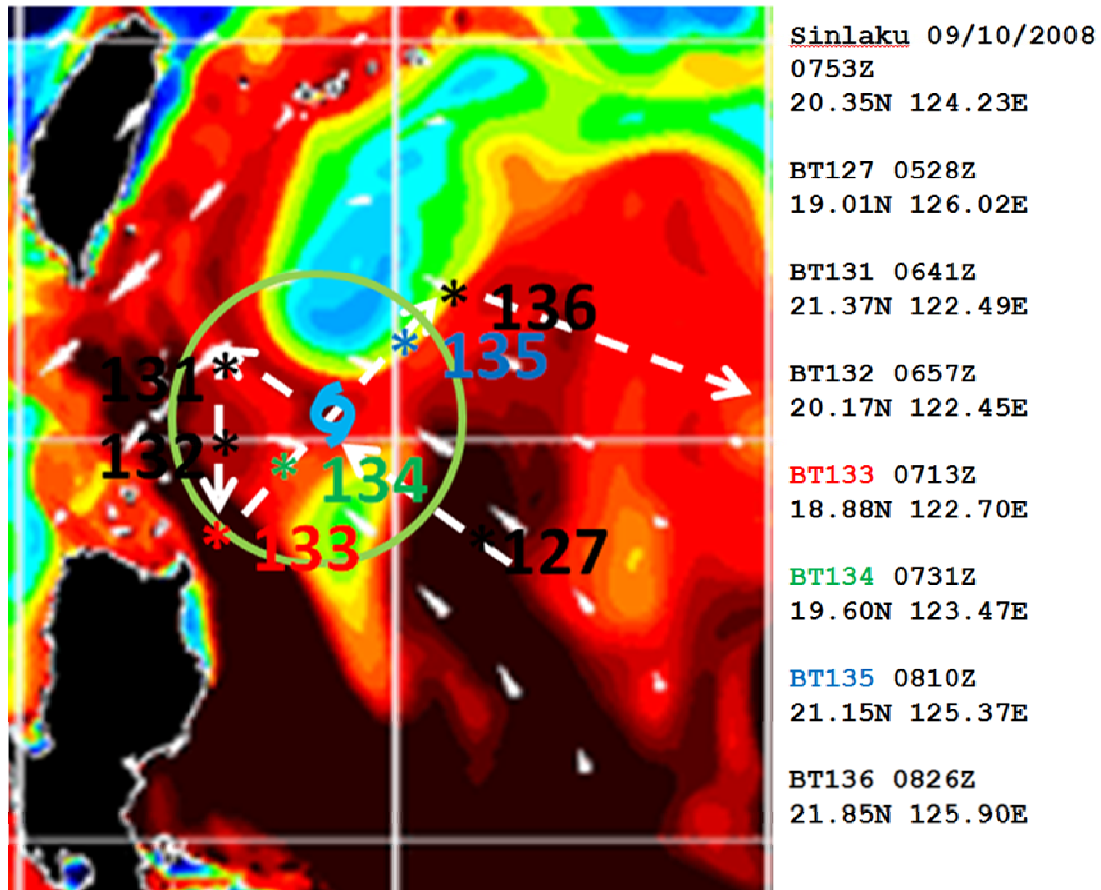 Sinlaku 09/10/2008
0753Z
20.35N 124.23E
BT127 0528Z
19.01N 126.02E
BT131 0641Z
21.37N 122.49E
BT132 0657Z
20.17N 122.45E
BT133 0713Z
18.88N 122.70E
BT134 0731Z
19.60N 123.47E
BT135 0810Z
21.15N 125.37E
BT136 0826Z
21.85N 125.90E
* 136
* 135
131*
132*
* 134
* 133
*127